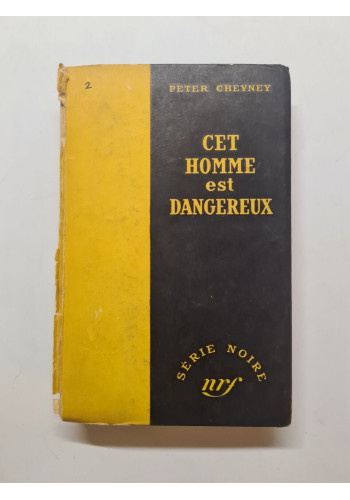 2
PETER CHEYNEY
CET
HOMME
est
DANGEREUX
SÉRIE NOIRE
nrf